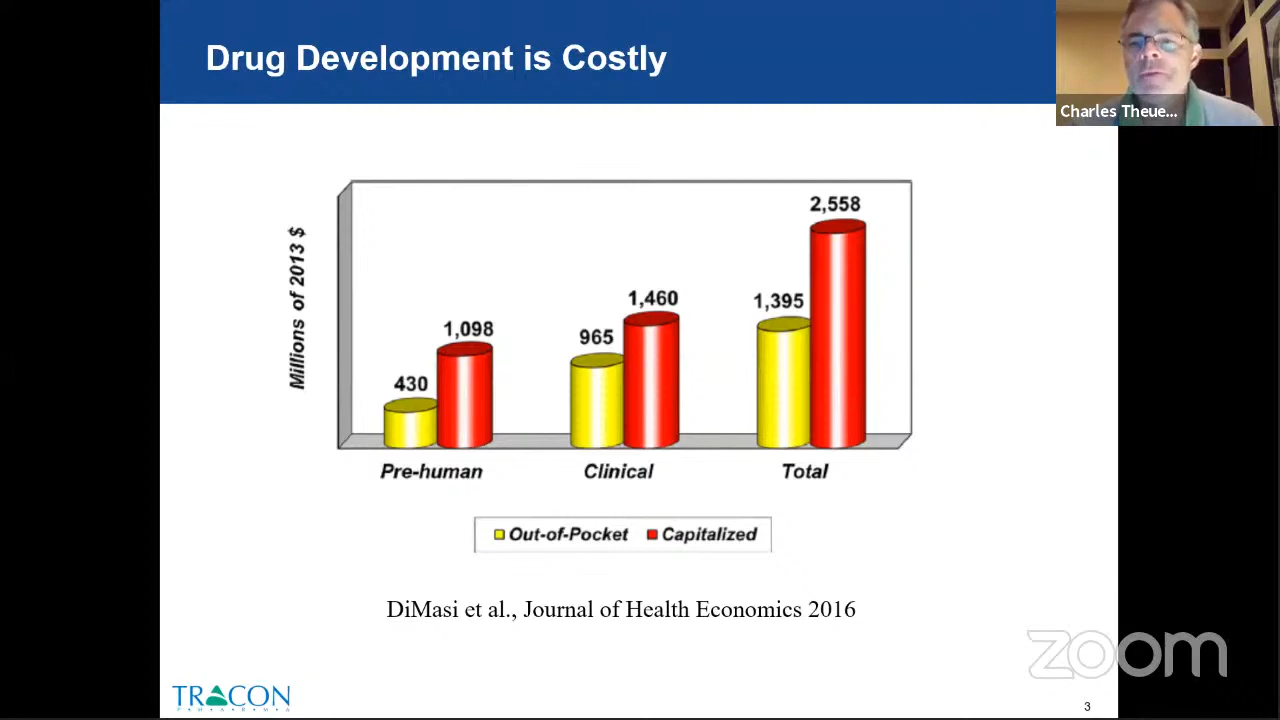 Drug Development is Costly
Charles Theue...
Millions of 2013 $
430
1,098
965
1,460
1,395
2,558
Pre-human
Clinical
Total
Out-of-Pocket
Capitalized
DiMasi et al., Journal of Health Economics 2016
TRACON
P H A R M A
zoom
3